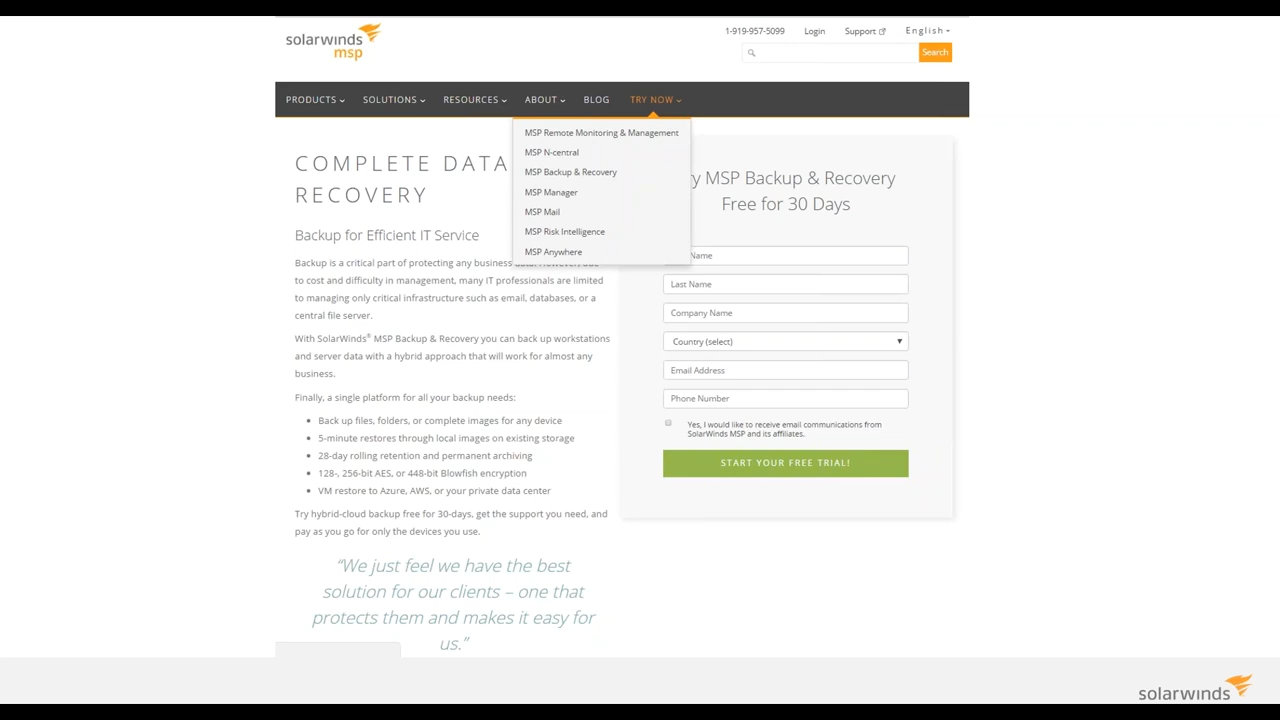 solarwinds
msp
1-919-957-5099 Login Support English
Search
PRODUCTS SOLUTIONS RESOURCES ABOUT BLOG TRY NOW
MSP Remote Monitoring & Management
MSP N-central
MSP Backup & Recovery
MSP Manager
MSP Mail
MSP Risk Intelligence
MSP Anywhere
COMPLETE DATA
RECOVERY
Backup for Efficient IT Service
Backup is a critical part of protecting any business
to cost and difficulty in management, many IT professionals are limited
to managing only critical infrastructure such as email, databases, or a
central file server.
With SolarWinds® MSP Backup & Recovery you can back up workstations
and server data with a hybrid approach that will work for almost any
business.
Finally, a single platform for all your backup needs:
• Back up files, folders, or complete images for any device
• 5-minute restores through local images on existing storage
• 28-day rolling retention and permanent archiving
• 128-, 256-bit AES, or 448-bit Blowfish encryption
• VM restore to Azure, AWS, or your private data center
Try hybrid-cloud backup free for 30-days, get the support you need, and
pay as you go for only the devices you use.
“We just feel we have the best
solution for our clients – one that
protects them and makes it easy for
us.”
MSP Backup & Recovery
Free for 30 Days
Name
Last Name
Company Name
Country (select)
Email Address
Phone Number
Yes, I would like to receive email communications from
SolarWinds MSP and its affiliates.
START YOUR FREE TRIAL!
solarwinds